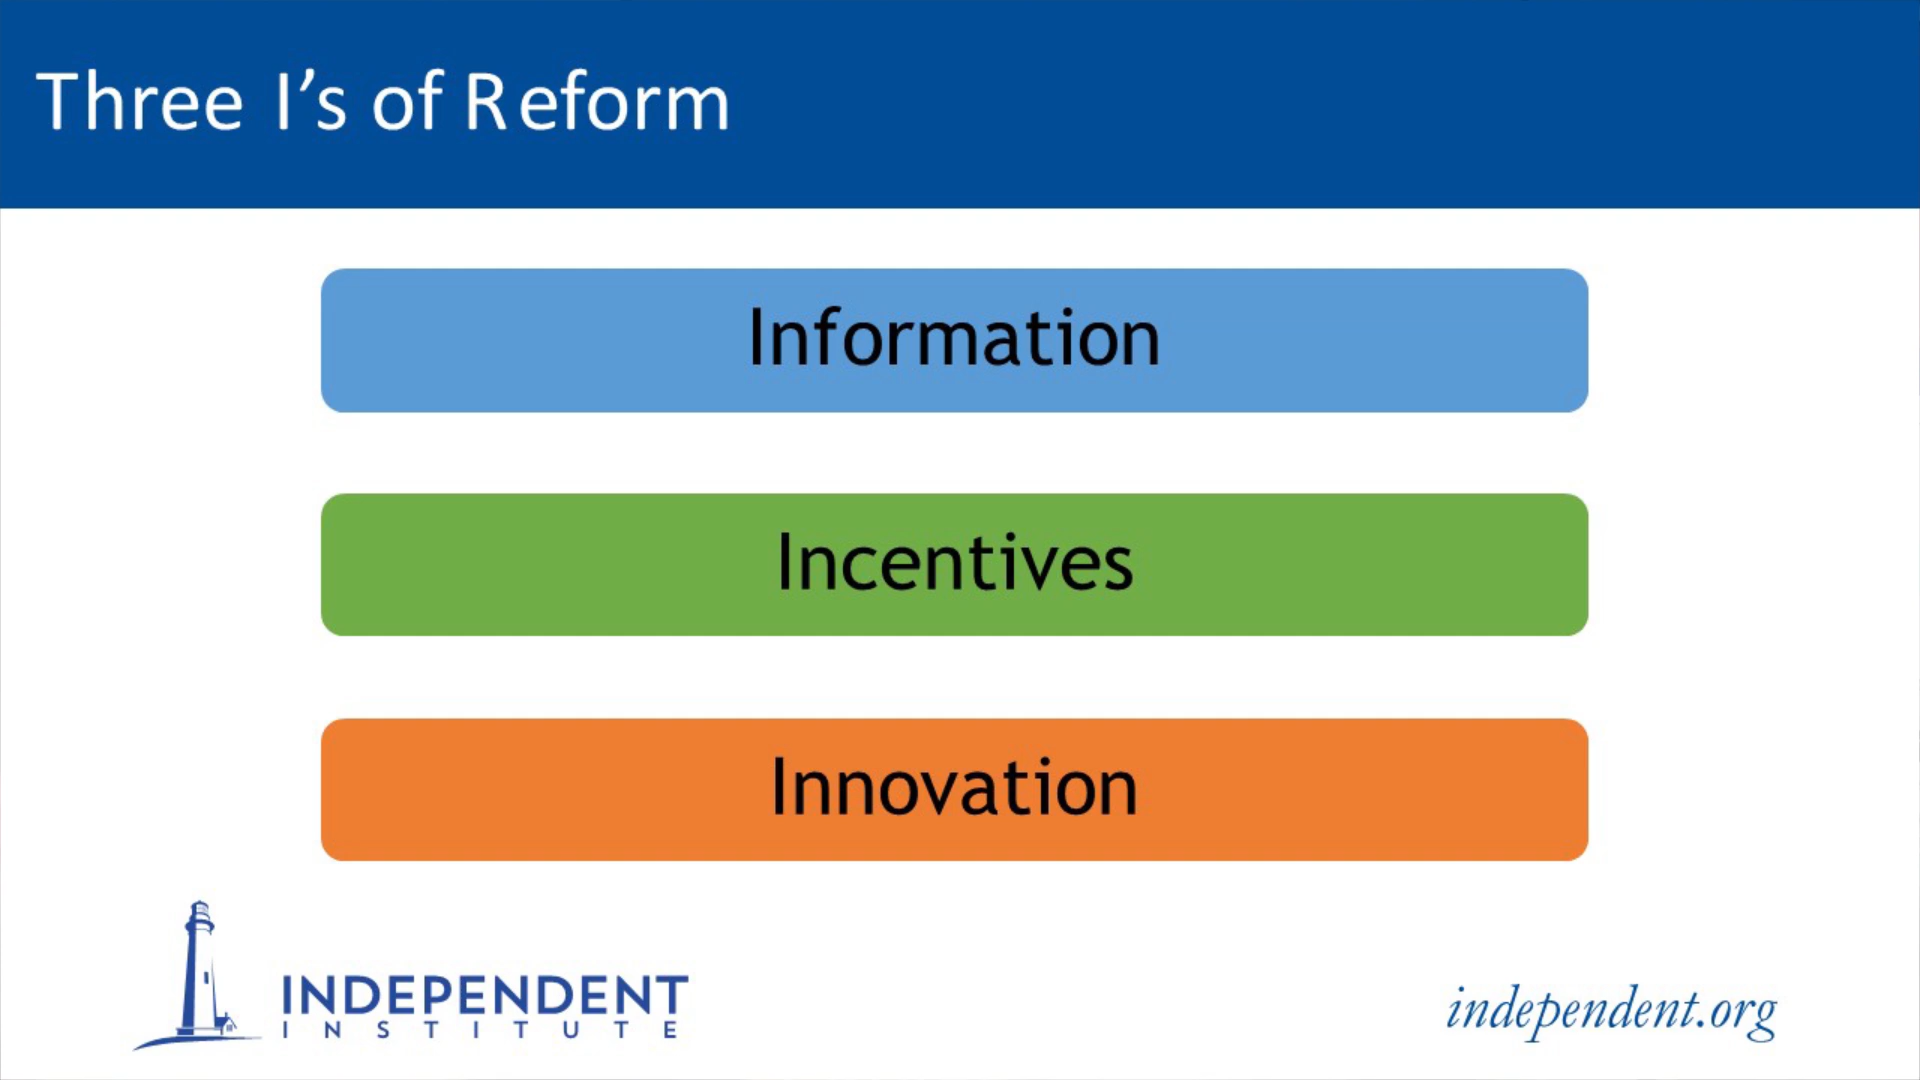 Three I’s of Reform
Information
Incentives
Innovation
INDEPENDENT
INSTITUTE
independent.org